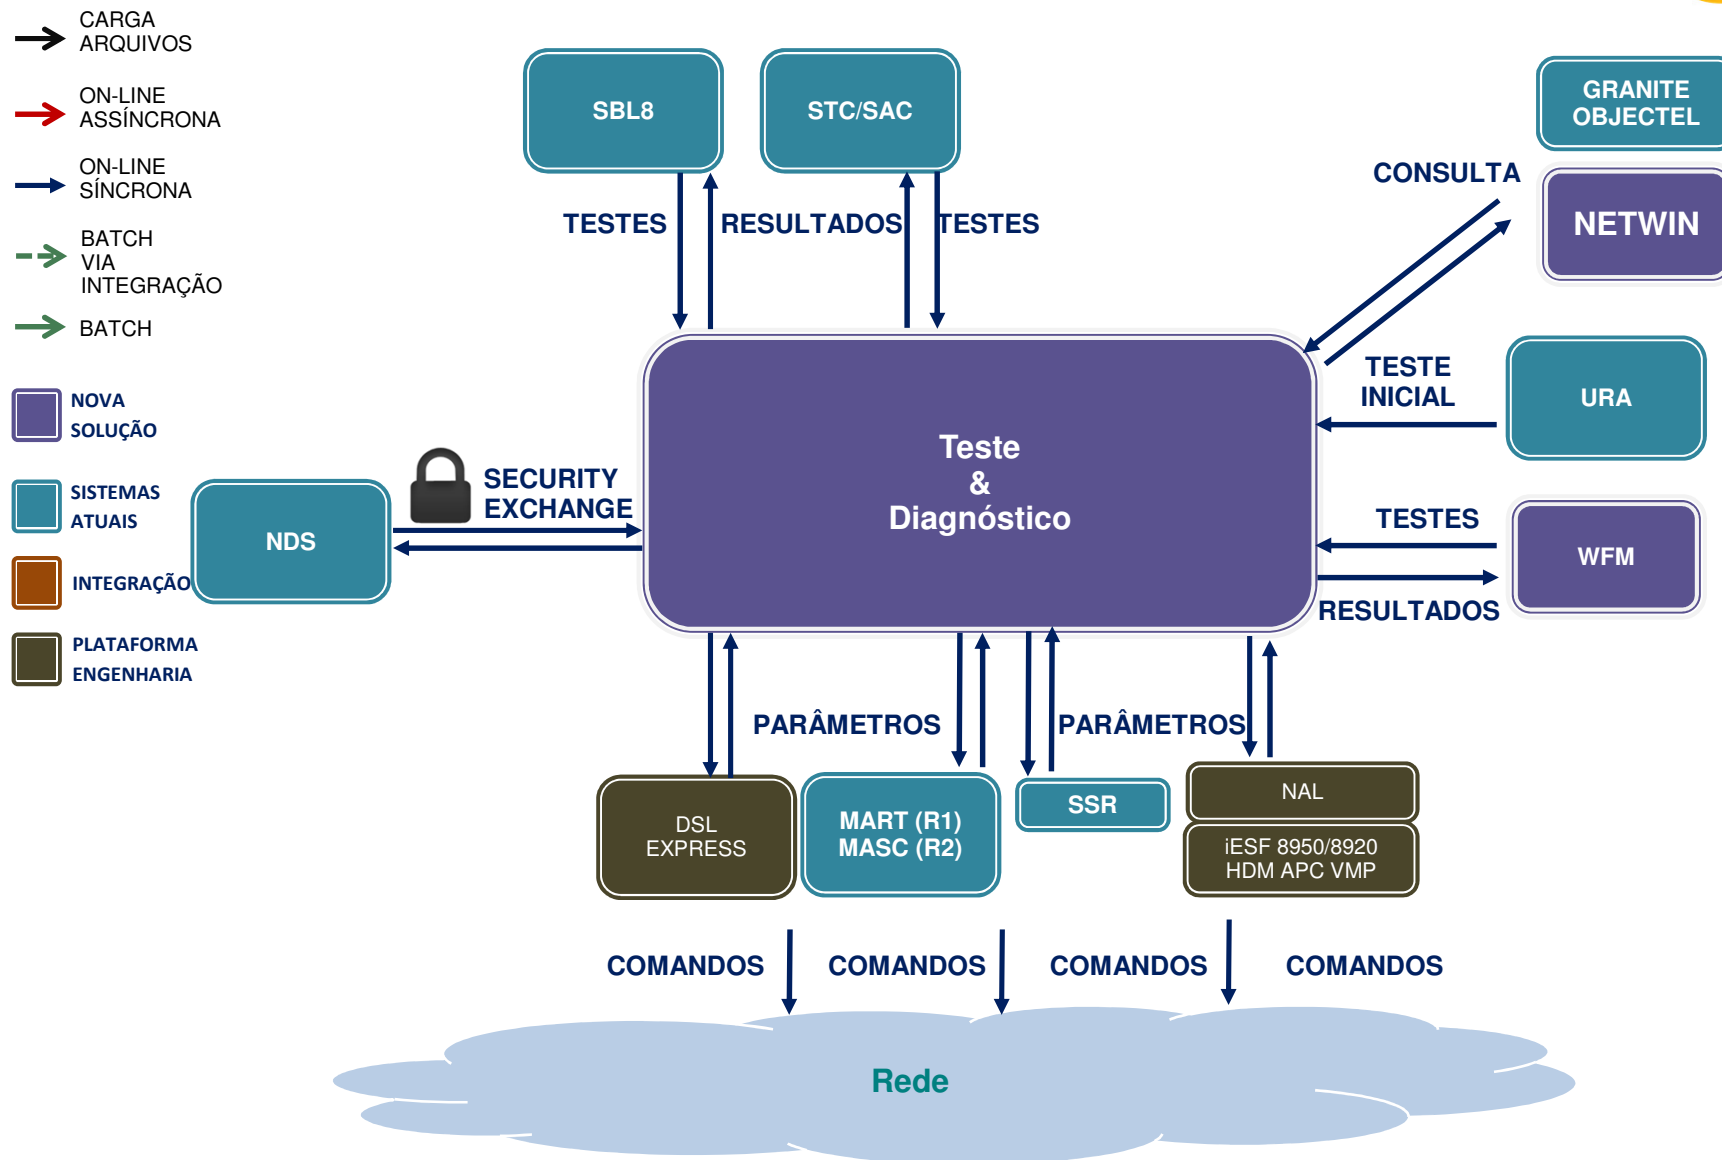 CARGA
ARQUIVOS
ON-LINE
ASSÍNCRONA
ON-LINE
SÍNCRONA
BATCH
VIA
INTEGRAÇÃO
BATCH
NOVA
SOLUÇÃO
SISTEMAS
ATUAIS
INTEGRAÇÃO
PLATAFORMA
ENGENHARIA
SBL8
STC/SAC
GRANITE
OBJECTEL
CONSULTA
NETWIN
TESTES
RESULTADOS
TESTES
TESTE
INICIAL
URA
Teste
&
Diagnóstico
SECURITY
EXCHANGE
NDS
TESTES
WFM
RESULTADOS
PARÂMETROS
PARÂMETROS
DSL
EXPRESS
MART (R1)
MASC (R2)
SSR
NAL
iESF 8950/8920
HDM APC VMP
COMANDOS
COMANDOS
COMANDOS
COMANDOS
Rede